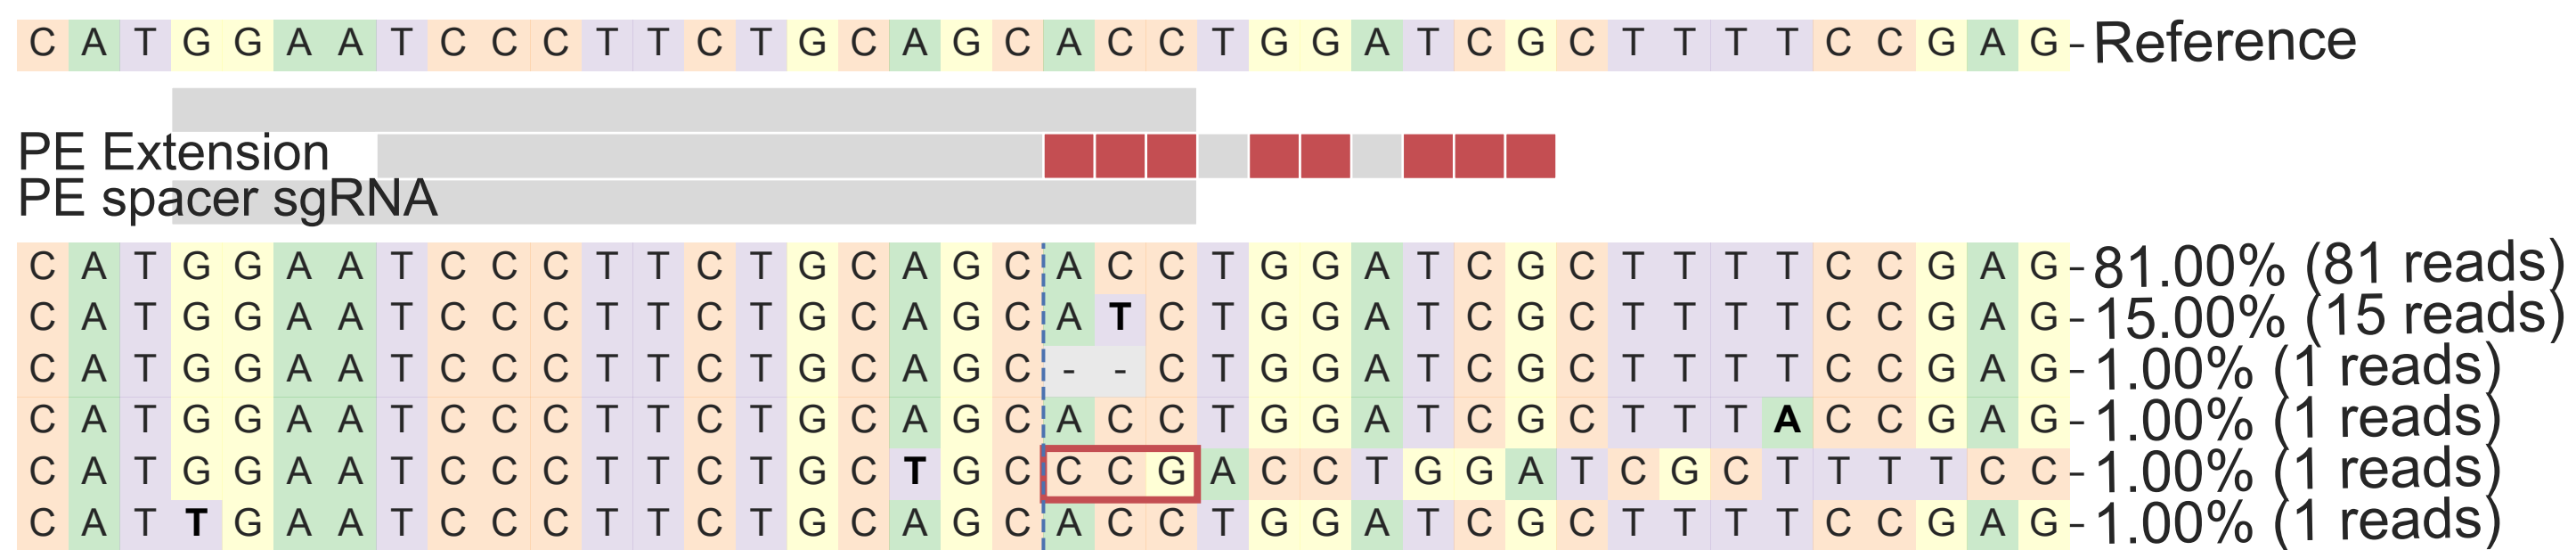 C A T G G A A T C C C T T C T G C A G C A C C T G G A T C G C T T T T C C G A G - Reference
PE Extension
PE spacer sgRNA
C A T G G A A T C C C T T C T G C A G C A C C T G G A T C G C T T T T C C G A G - 81.00% (81 reads)
C A T G G A A T C C C T T C T G C A G C A T C T G G A T C G C T T T T C C G A G - 15.00% (15 reads)
C A T G G A A T C C C T T C T G C A G C - - C T G G A T C G C T T T T C C G A G - 1.00% (1 reads)
C A T G G A A T C C C T T C T G C A G C A C C T G G A T C G C T T T A C C G A G - 1.00% (1 reads)
C A T G G A A T C C C T T C T G C T G C C C G A C C T G G A T C G C T T T T C C - 1.00% (1 reads)
C A T T G A A T C C C T T C T G C A G C A C C T G G A T C G C T T T T C C G A G - 1.00% (1 reads)